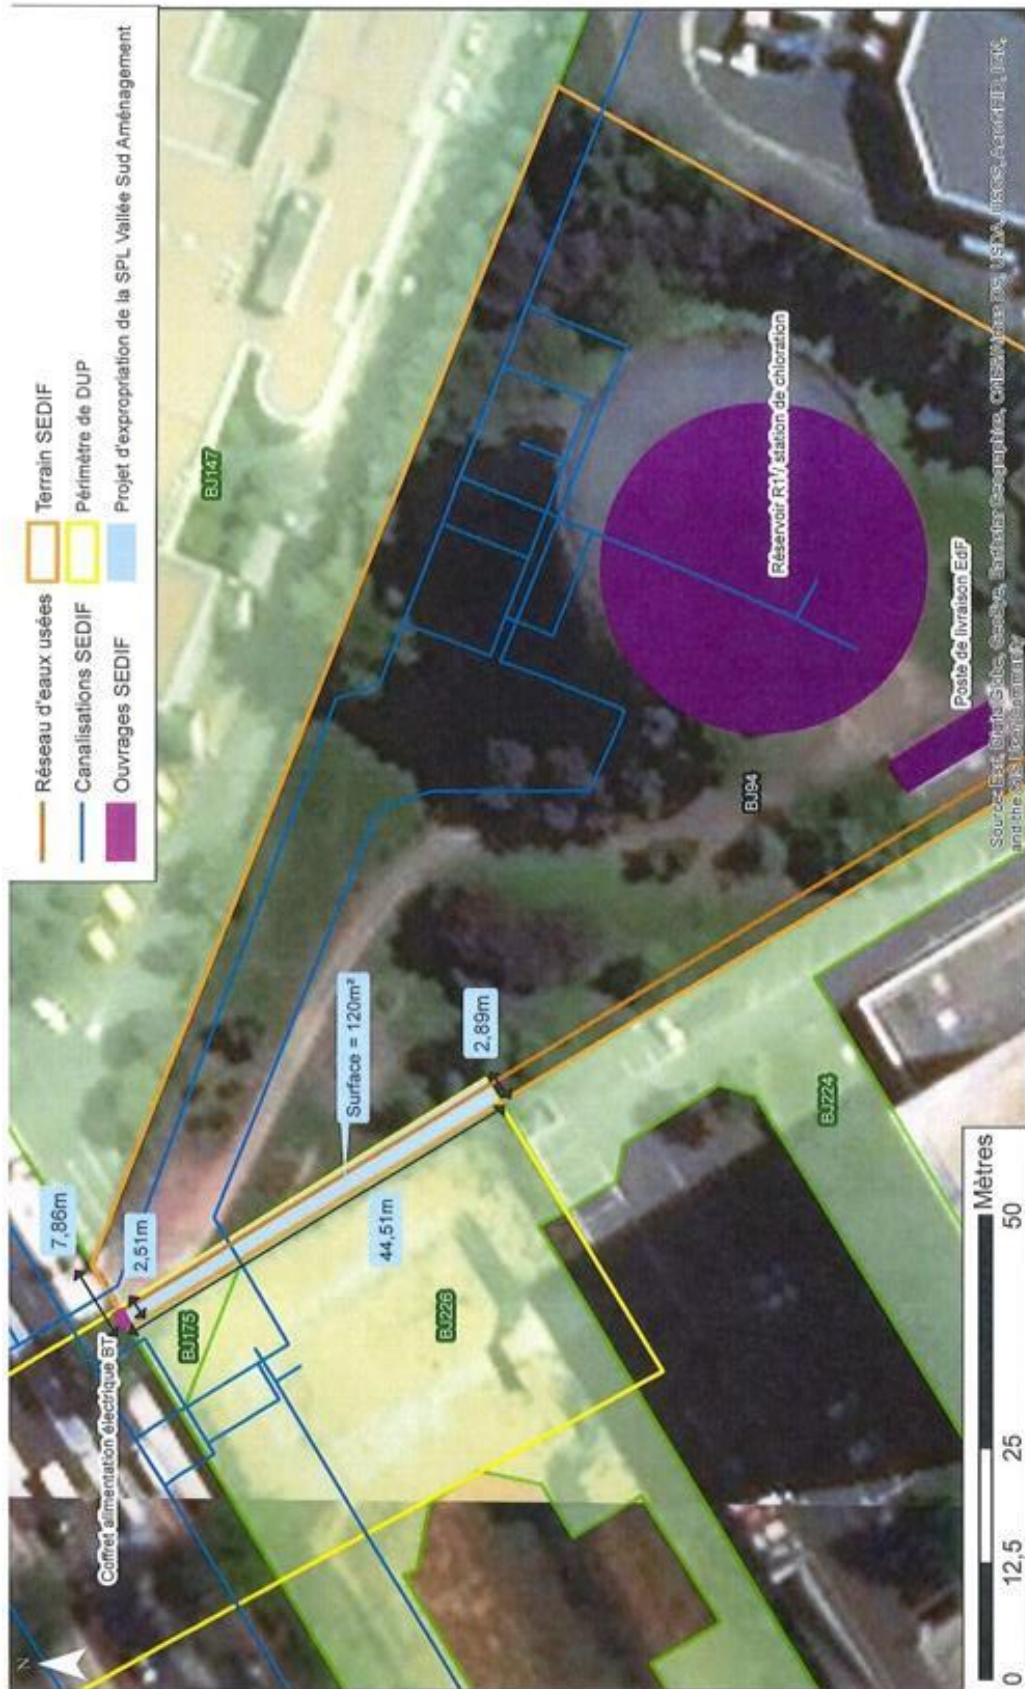 Réseau d'eaux usées
Canalisations SEDIF
Ouvrages SEDIF
Terrain SEDIF
Périmètre de DUP
Projet d'expropriation de la SPL Vallée Sud Aménagement
N
Coffret alimentation électrique BT
7,86m
2,51m
BJ175
BJ226
44,51m
Surface = 120m²
2,89m
BJ147
BJ224
BJ94
Réservoir R1 / station de chloration
Poste de livraison EdF
0 12,5 25 50
Mètres